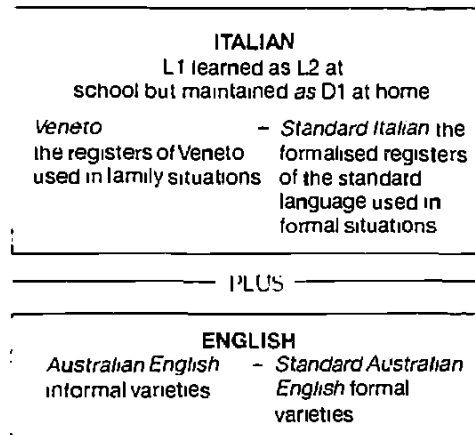 ITALIAN
L1 learned as L2 at
school but maintained as D1 at home
Veneto – Standard Italian the
the registers of Veneto formalised registers
used in family situations of the standard
language used in
formal situations
PLUS
ENGLISH
Australian English – Standard Australian
informal varieties English formal
varieties